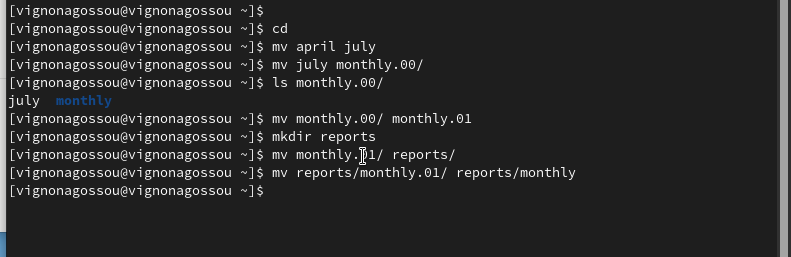 [vignonagossou@vignonagossou ~]$
[vignonagossou@vignonagossou ~]$ cd
[vignonagossou@vignonagossou ~]$ mv april july
[vignonagossou@vignonagossou ~]$ mv july monthly.00/
[vignonagossou@vignonagossou ~]$ ls monthly.00/
july  monthly
[vignonagossou@vignonagossou ~]$ mv monthly.00/ monthly.01
[vignonagossou@vignonagossou ~]$ mkdir reports
[vignonagossou@vignonagossou ~]$ mv monthly.01/ reports/
[vignonagossou@vignonagossou ~]$ mv reports/monthly.01/ reports/monthly
[vignonagossou@vignonagossou ~]$